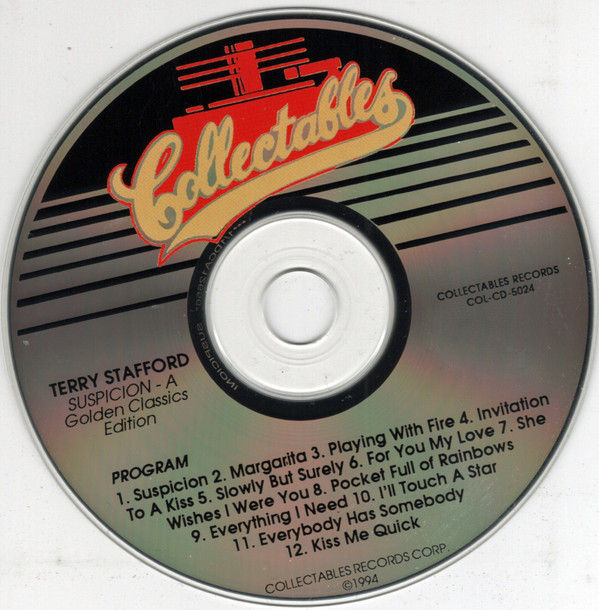 Collectables
COLLECTABLES RECORDS
COL-CD-5024
TERRY STAFFORD
SUSPICION - A
Golden Classics
Edition
PROGRAM
1. Suspicion 2. Margarita 3. Playing With Fire 4. Invitation
To A Kiss 5. Slowly But Surely 6. For You My Love 7. She
Wishes I Were You 8. Pocket Full of Rainbows
9. Everything I Need 10. I'll Touch A Star
11. Everybody Has Somebody
12. Kiss Me Quick
COLLECTABLES RECORDS CORP.
©1994